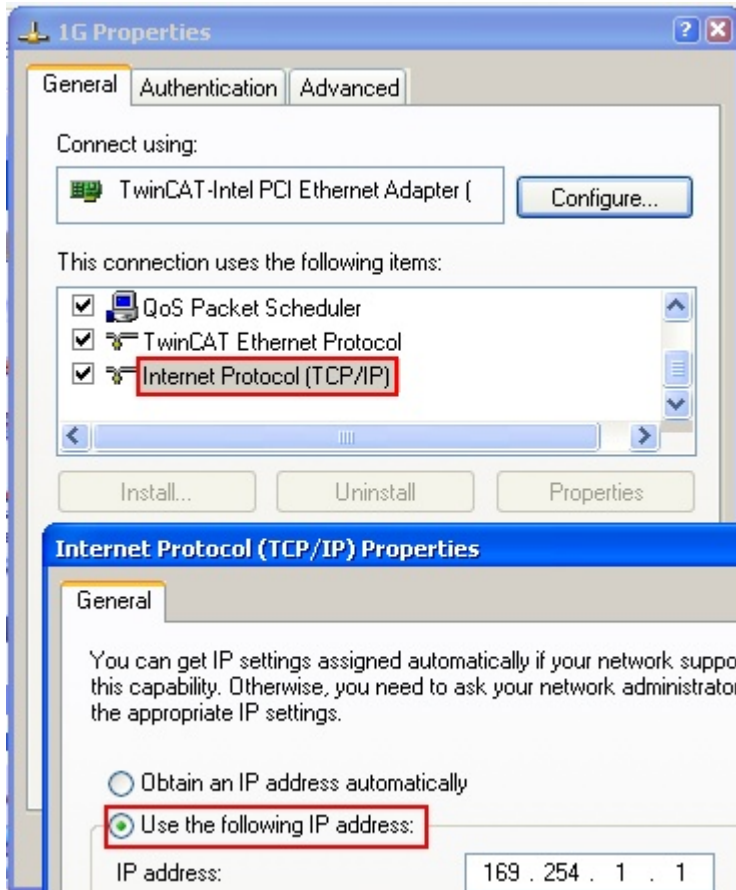 1G Properties
General Authentication Advanced
Connect using:
TwinCAT-Intel PCI Ethernet Adapter (
Configure...
This connection uses the following items:
QoS Packet Scheduler
TwinCAT Ethernet Protocol
Internet Protocol (TCP/IP)
Install... Uninstall Properties
Internet Protocol (TCP/IP) Properties
General
You can get IP settings assigned automatically if your network suppo
this capability. Otherwise, you need to ask your network administrator
the appropriate IP settings.
Obtain an IP address automatically
Use the following IP address:
IP address: 169 . 254 . 1 . 1